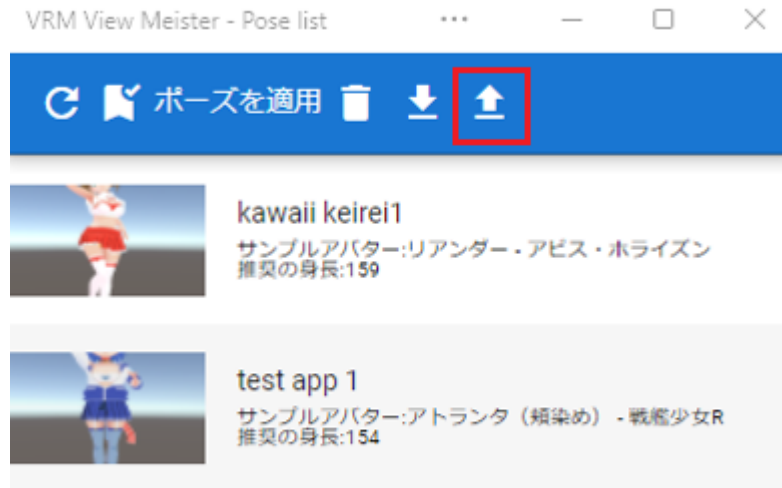 VRM View Meister - Pose list
ポーズを適用
kawaii keirei1
サンプルアバター:リアンダー - アビス・ホライズン
推奨の身長:159
test app 1
サンプルアバター:アトランタ（頬染め） - 戦艦少女R
推奨の身長:154